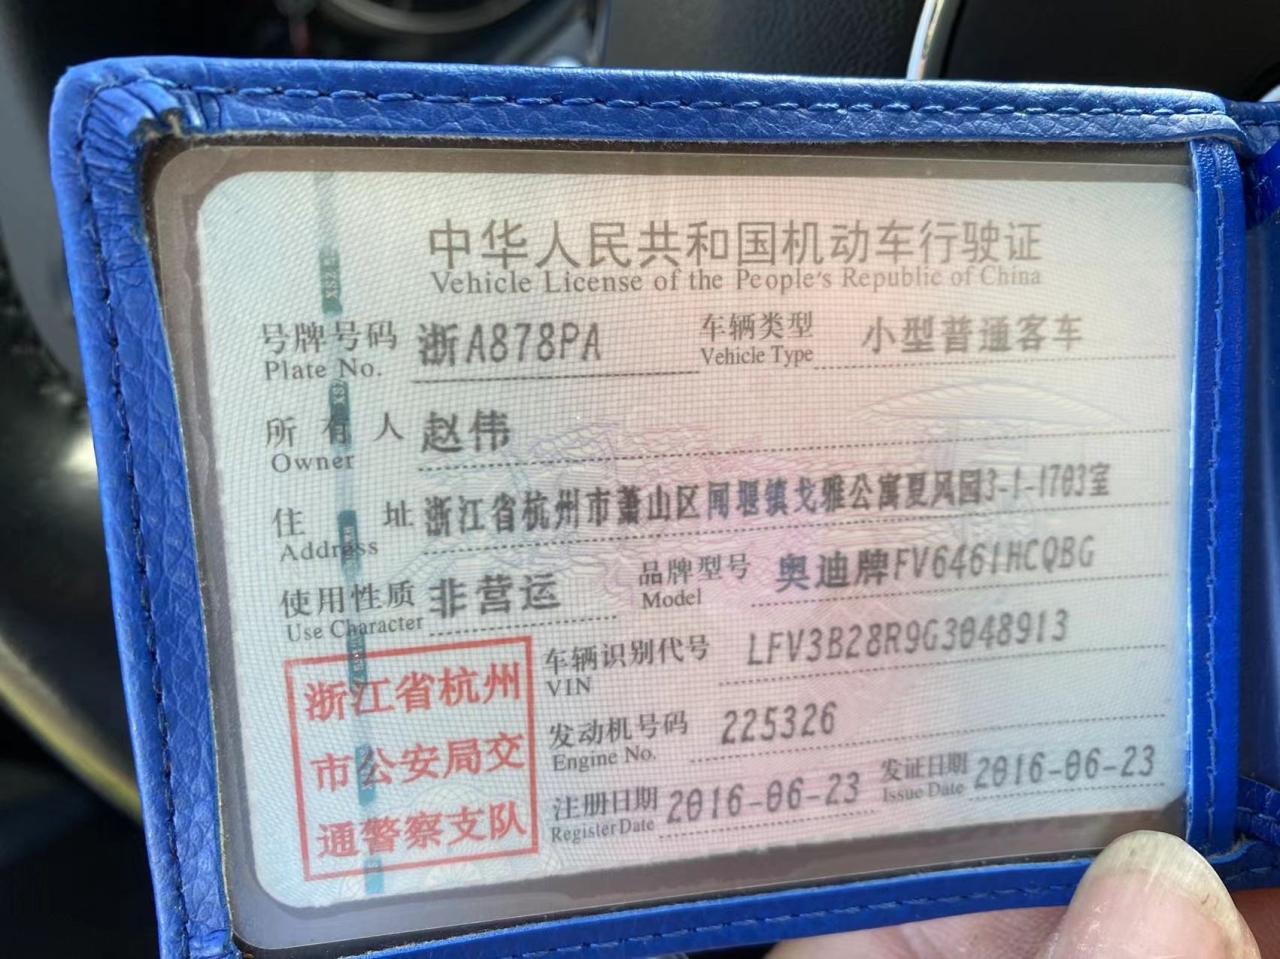 中华人民共和国机动车行驶证
Vehicle License of the People's Republic of China
号牌号码 浙A878PA 车辆类型 小型普通客车
Plate No. Vehicle Type
所有人 赵伟
Owner
住址 浙江省杭州市萧山区闻堰镇戈雅公寓夏风园3-1-1703室
Address
使用性质 非营运 品牌型号 奥迪牌FV6461HCQBG
Use Character Model
车辆识别代号 LFV3B28R9G3048913
VIN
发动机号码 225326
Engine No.
注册日期 2016-06-23 发证日期 2016-06-23
Register Date Issue Date
浙江省杭州
市公安局交
通警察支队